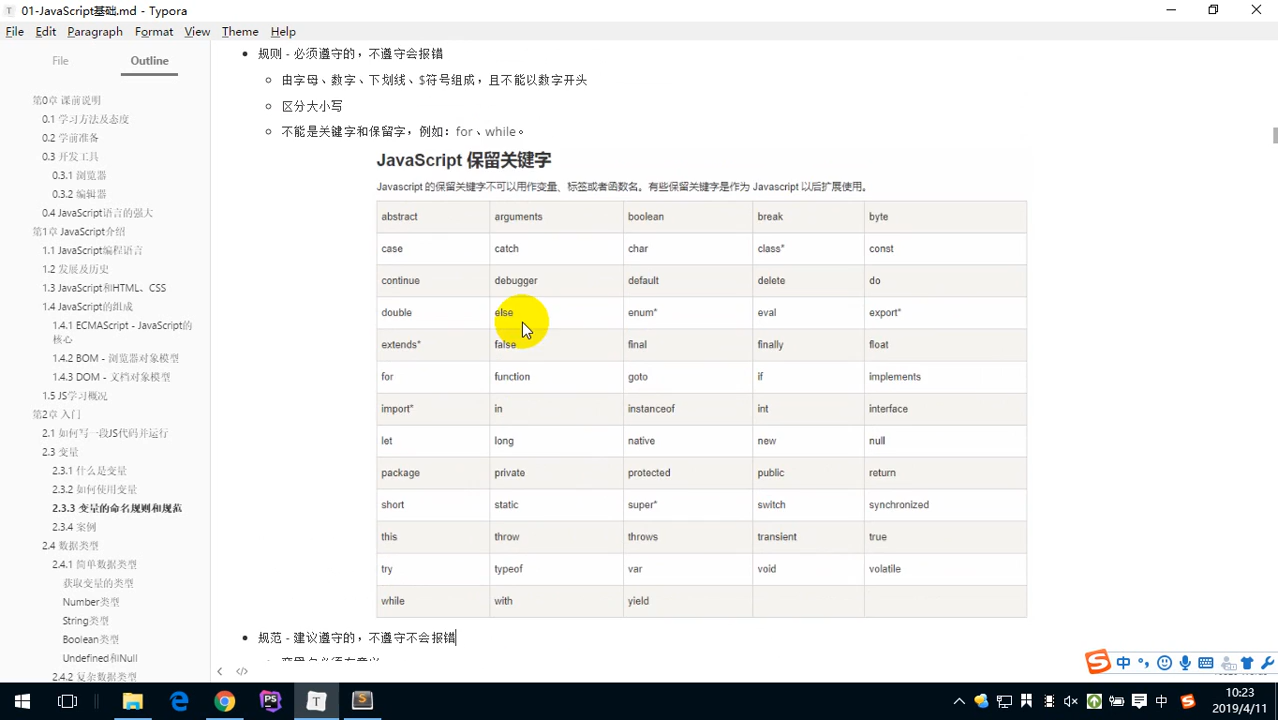 01-JavaScript基础.md - Typora
File Edit Paragraph Format View Theme Help
File Outline
第0章 课前说明
0.1 学习方法及态度
0.2 学前准备
0.3 开发工具
0.3.1 浏览器
0.3.2 编辑器
0.4 JavaScript语言的强大
第1章 JavaScript介绍
1.1 JavaScript编程语言
1.2 发展及历史
1.3 JavaScript和HTML、CSS
1.4 JavaScript的组成
1.4.1 ECMAScript - JavaScript的
核心
1.4.2 BOM - 浏览器对象模型
1.4.3 DOM - 文档对象模型
1.5 JS学习概况
第2章 入门
2.1 如何写一段JS代码并运行
2.3 变量
2.3.1 什么是变量
2.3.2 如何使用变量
2.3.3 变量的命名规则和规范
2.3.4 案例
2.4 数据类型
2.4.1 简单数据类型
获取变量的类型
Number类型
String类型
Boolean类型
Undefined和Null
2.4.2 复杂数据类型
规则 - 必须遵守的，不遵守会报错
由字母、数字、下划线、$符号组成，且不能以数字开头
区分大小写
不能是关键字和保留字，例如：for、while。
JavaScript 保留关键字
Javascript 的保留关键字不可以用作变量、标签或者函数名。有些保留关键字是作为 Javascript 以后扩展使用。
abstract arguments boolean break byte
case catch char class* const
continue debugger default delete do
double else enum* eval export*
extends* false final finally float
for function goto if implements
import* in instanceof int interface
let long native new null
package private protected public return
short static super* switch synchronized
this throw throws transient true
try typeof var void volatile
while with yield
规范 - 建议遵守的，不遵守不会报错
变量名必须有意义
中
10:23
中
2019/4/11